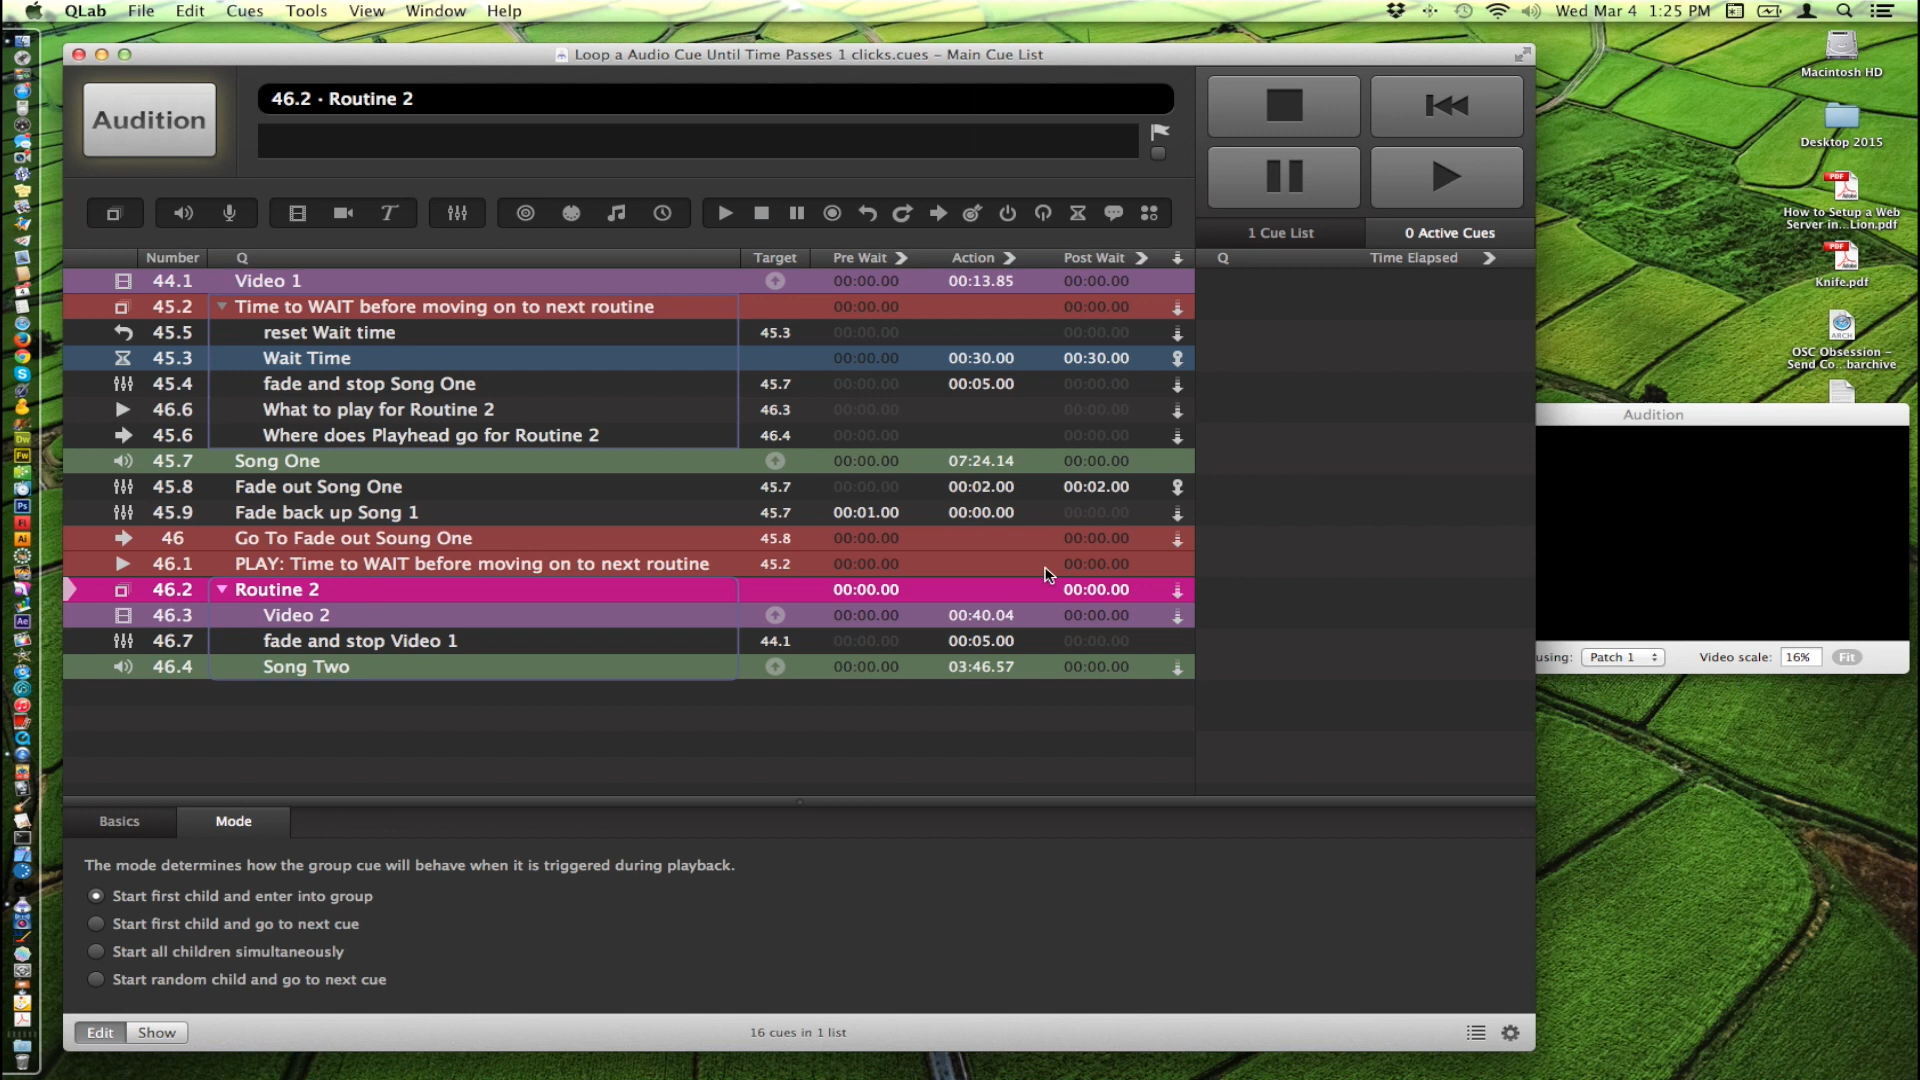 QLab File Edit Cues Tools View Window Help Wed Mar 4 1:25 PM
Loop a Audio Cue Until Time Passes 1 clicks.cues – Main Cue List
Audition
46.2 · Routine 2
1 Cue List 0 Active Cues
Number Q Target Pre Wait Action Post Wait Q Time Elapsed
44.1 Video 1 00:00.00 00:13.85 00:00.00
45.2 Time to WAIT before moving on to next routine 00:00.00 00:00.00
45.5 reset Wait time 45.3 00:00.00 00:00.00
45.3 Wait Time 00:00.00 00:30.00 00:30.00
45.4 fade and stop Song One 45.7 00:00.00 00:05.00 00:00.00
46.6 What to play for Routine 2 46.3 00:00.00 00:00.00
45.6 Where does Playhead go for Routine 2 46.4 00:00.00 00:00.00
45.7 Song One 00:00.00 07:24.14 00:00.00
45.8 Fade out Song One 45.7 00:00.00 00:02.00 00:02.00
45.9 Fade back up Song 1 45.7 00:01.00 00:00.00 00:00.00
46 Go To Fade out Soung One 45.8 00:00.00 00:00.00
46.1 PLAY: Time to WAIT before moving on to next routine 45.2 00:00.00 00:00.00
46.2 Routine 2 00:00.00 00:00.00
46.3 Video 2 00:00.00 00:40.04 00:00.00
46.7 fade and stop Video 1 44.1 00:00.00 00:05.00 00:00.00
46.4 Song Two 00:00.00 03:46.57 00:00.00
Basics Mode
The mode determines how the group cue will behave when it is triggered during playback.
Start first child and enter into group
Start first child and go to next cue
Start all children simultaneously
Start random child and go to next cue
Edit Show 16 cues in 1 list
Macintosh HD
Desktop 2015
PDF
How to Setup a Web
Server in...Lion.pdf
PDF
Knife.pdf
ARCH
OSC Obsession –
Send Co...barchive
Audition
using: Patch 1 Video scale: 16% Fit
Dw
Fw
Ps
Fl
Ai
Ae